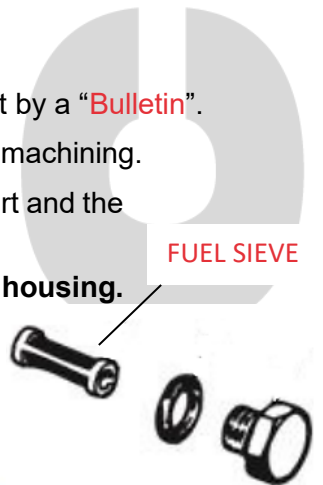 t by a “Bulletin”.
machining.
rt and the
FUEL SIEVE
housing.